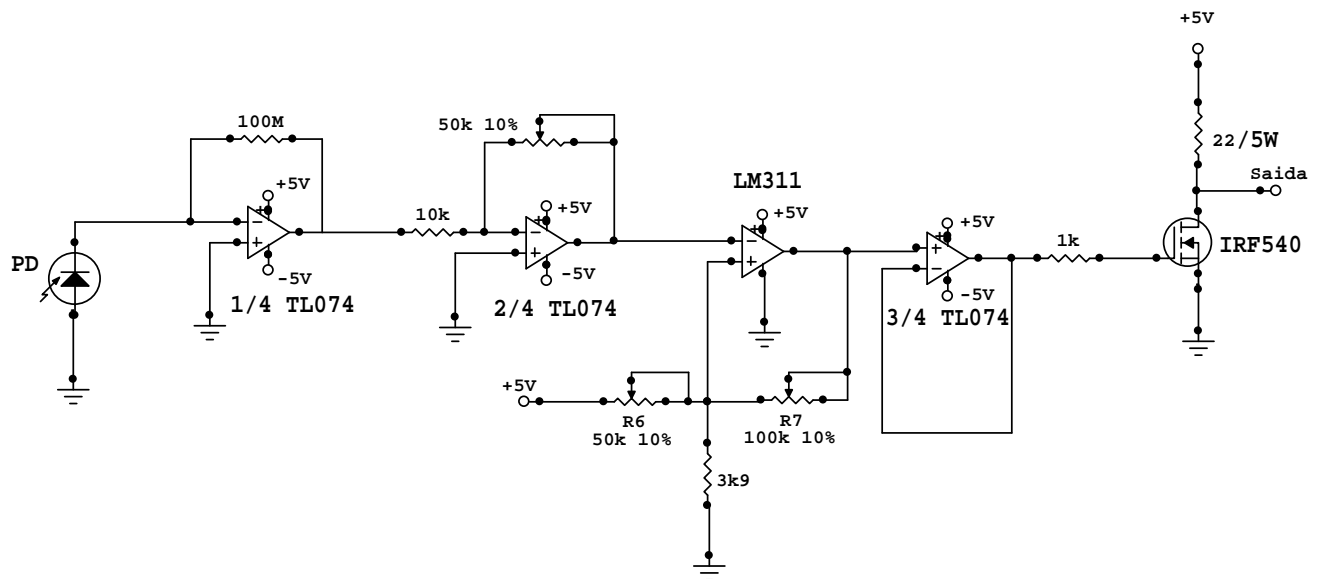 +5V
100M
50k 10%
22/5W
LM311
Saida
+5V
+5V
+5V
10k
+5V
1k
IRF540
PD
-5V
-5V
-5V
1/4 TL074
2/4 TL074
3/4 TL074
+5V
R6
50k 10%
R7
100k 10%
3k9